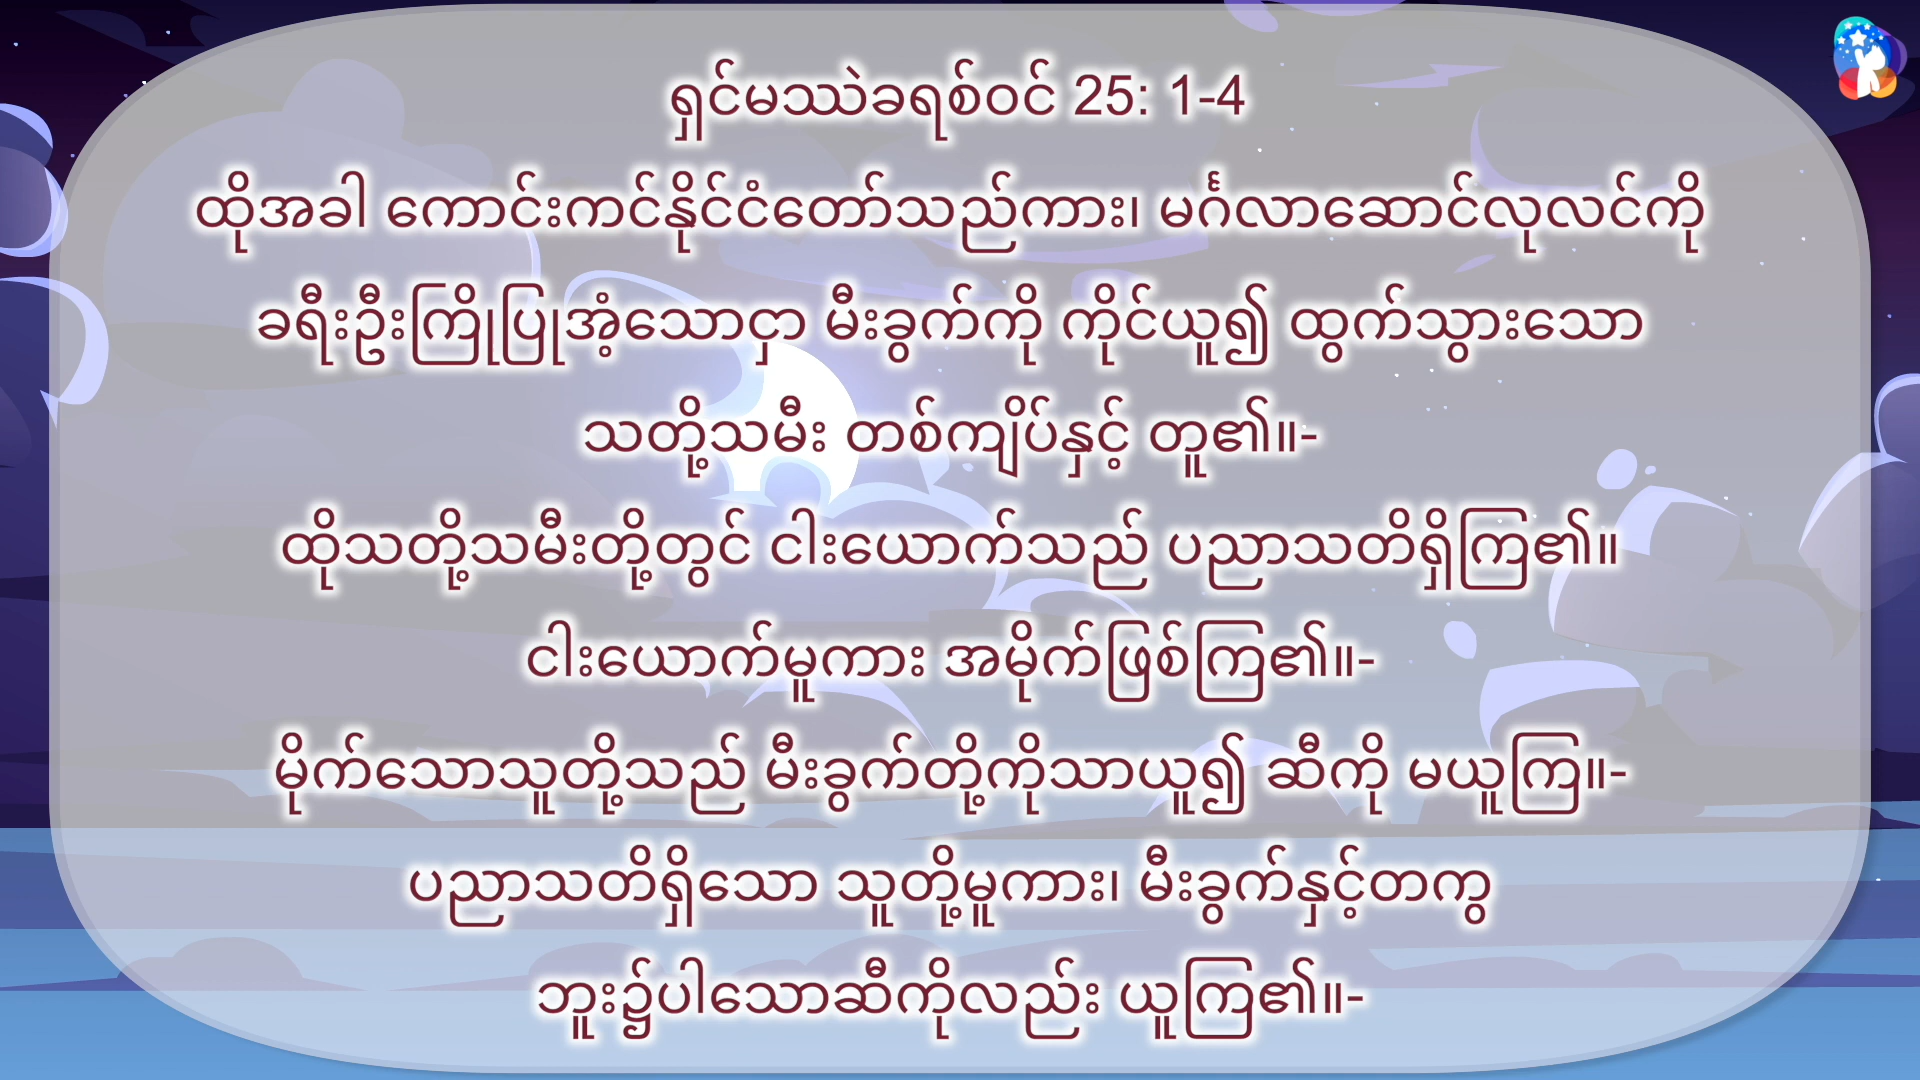 ရှင်မဿဲခရစ်ဝင် 25: 1-4
ထိုအခါ ကောင်းကင်နိုင်ငံတော်သည်ကား၊ မင်္ဂလာဆောင်လုလင်ကို
ခရီးဦးကြိုပြုအံ့သောငှာ မီးခွက်ကို ကိုင်ယူ၍ ထွက်သွားသော
သတို့သမီး တစ်ကျိပ်နှင့် တူ၏။-
ထိုသတို့သမီးတို့တွင် ငါးယောက်သည် ပညာသတိရှိကြ၏။
ငါးယောက်မူကား အမိုက်ဖြစ်ကြ၏။-
မိုက်သောသူတို့သည် မီးခွက်တို့ကိုသာယူ၍ ဆီကို မယူကြ။-
ပညာသတိရှိသော သူတို့မူကား၊ မီးခွက်နှင့်တကွ
ဘူး၌ပါသောဆီကိုလည်း ယူကြ၏။-